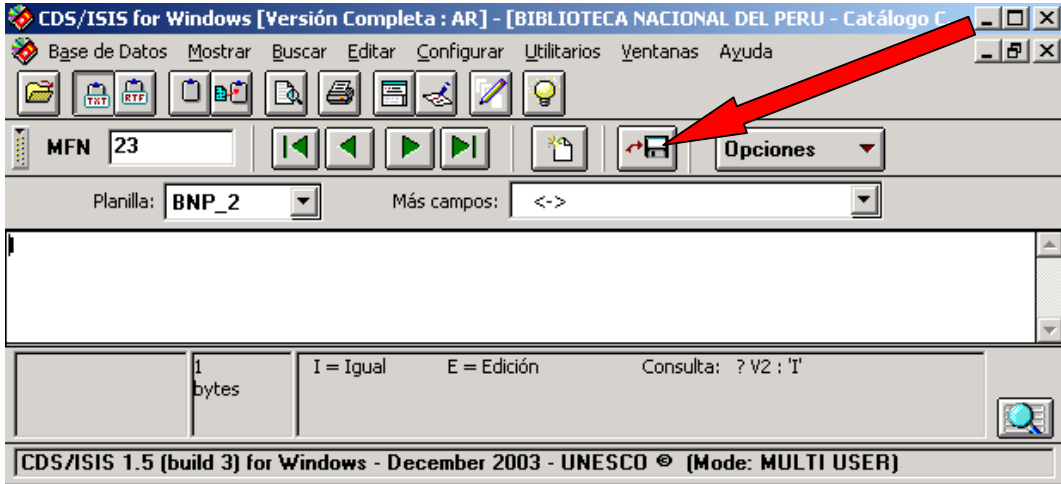 CDS/ISIS for Windows [Versión Completa : AR] - [BIBLIOTECA NACIONAL DEL PERU - Catálogo C
Base de Datos Mostrar Buscar Editar Configurar Utilitarios Ventanas Ayuda
TXT RTF
MFN 23 Opciones
Planilla: BNP_2 Más campos: <->
1 I = Igual E = Edición Consulta: ? V2 : 'I'
bytes
CDS/ISIS 1.5 (build 3) for Windows - December 2003 - UNESCO © (Mode: MULTI USER)